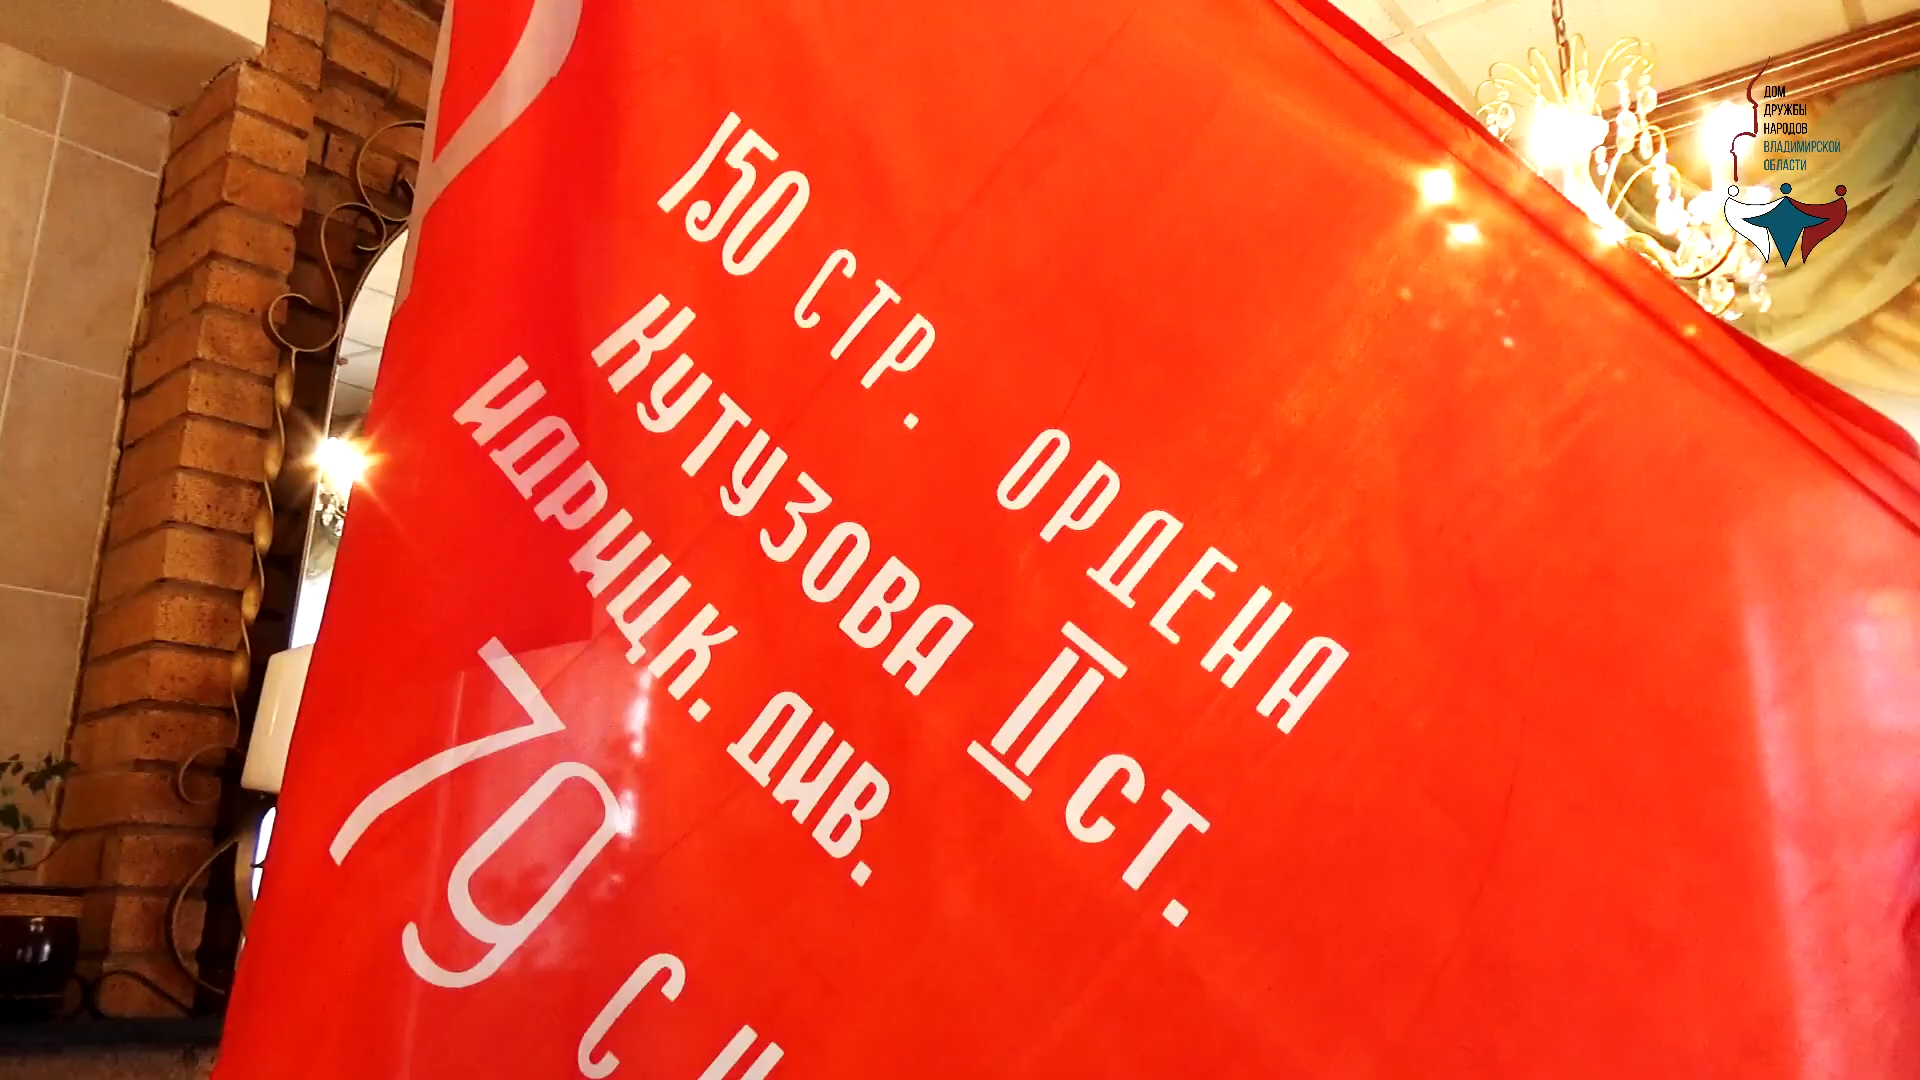 150 СТР. ОРДЕНА
КУТУЗОВА II СТ.
ИДРИЦК. ДИВ.
79 С
ДОМ
ДРУЖБЫ
НАРОДОВ
ВЛАДИМИРСКОЙ
ОБЛАСТИ